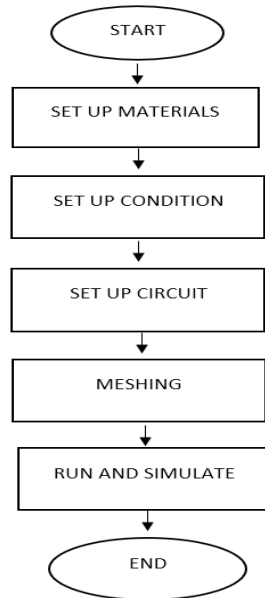 START
SET UP MATERIALS
SET UP CONDITION
SET UP CIRCUIT
MESHING
RUN AND SIMULATE
END